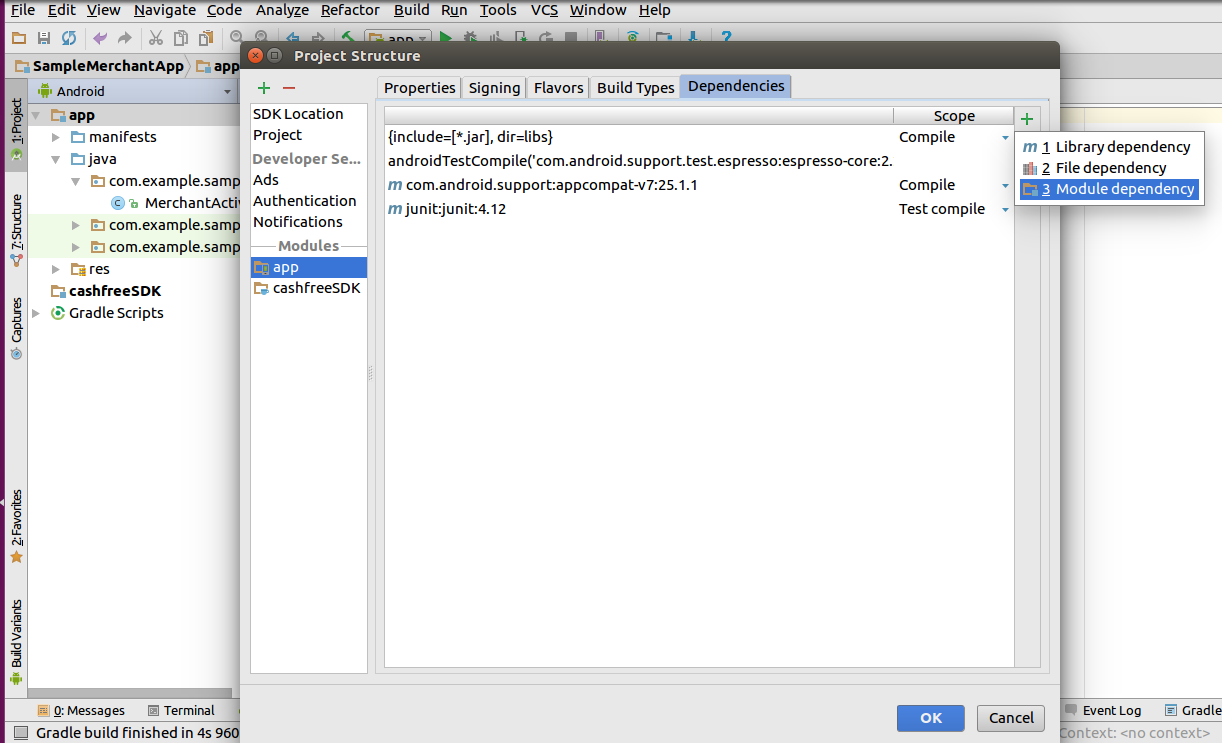 File Edit View Navigate Code Analyze Refactor Build Run Tools VCS Window Help
app
Project Structure
SampleMerchantApp app
Android
1: Project
7: Structure
Captures
2: Favorites
Build Variants
app
manifests
java
com.example.samp
MerchantActiv
com.example.samp
com.example.samp
res
cashfreeSDK
Gradle Scripts
SDK Location
Project
Developer Se...
Ads
Authentication
Notifications
Modules
app
cashfreeSDK
Properties Signing Flavors Build Types Dependencies
Scope
{include=[*.jar], dir=libs} Compile
androidTestCompile('com.android.support.test.espresso:espresso-core:2.
m com.android.support:appcompat-v7:25.1.1 Compile
m junit:junit:4.12 Test compile
m 1 Library dependency
2 File dependency
3 Module dependency
OK Cancel
0: Messages Terminal Event Log Gradle
Gradle build finished in 4s 960 Context: <no context>